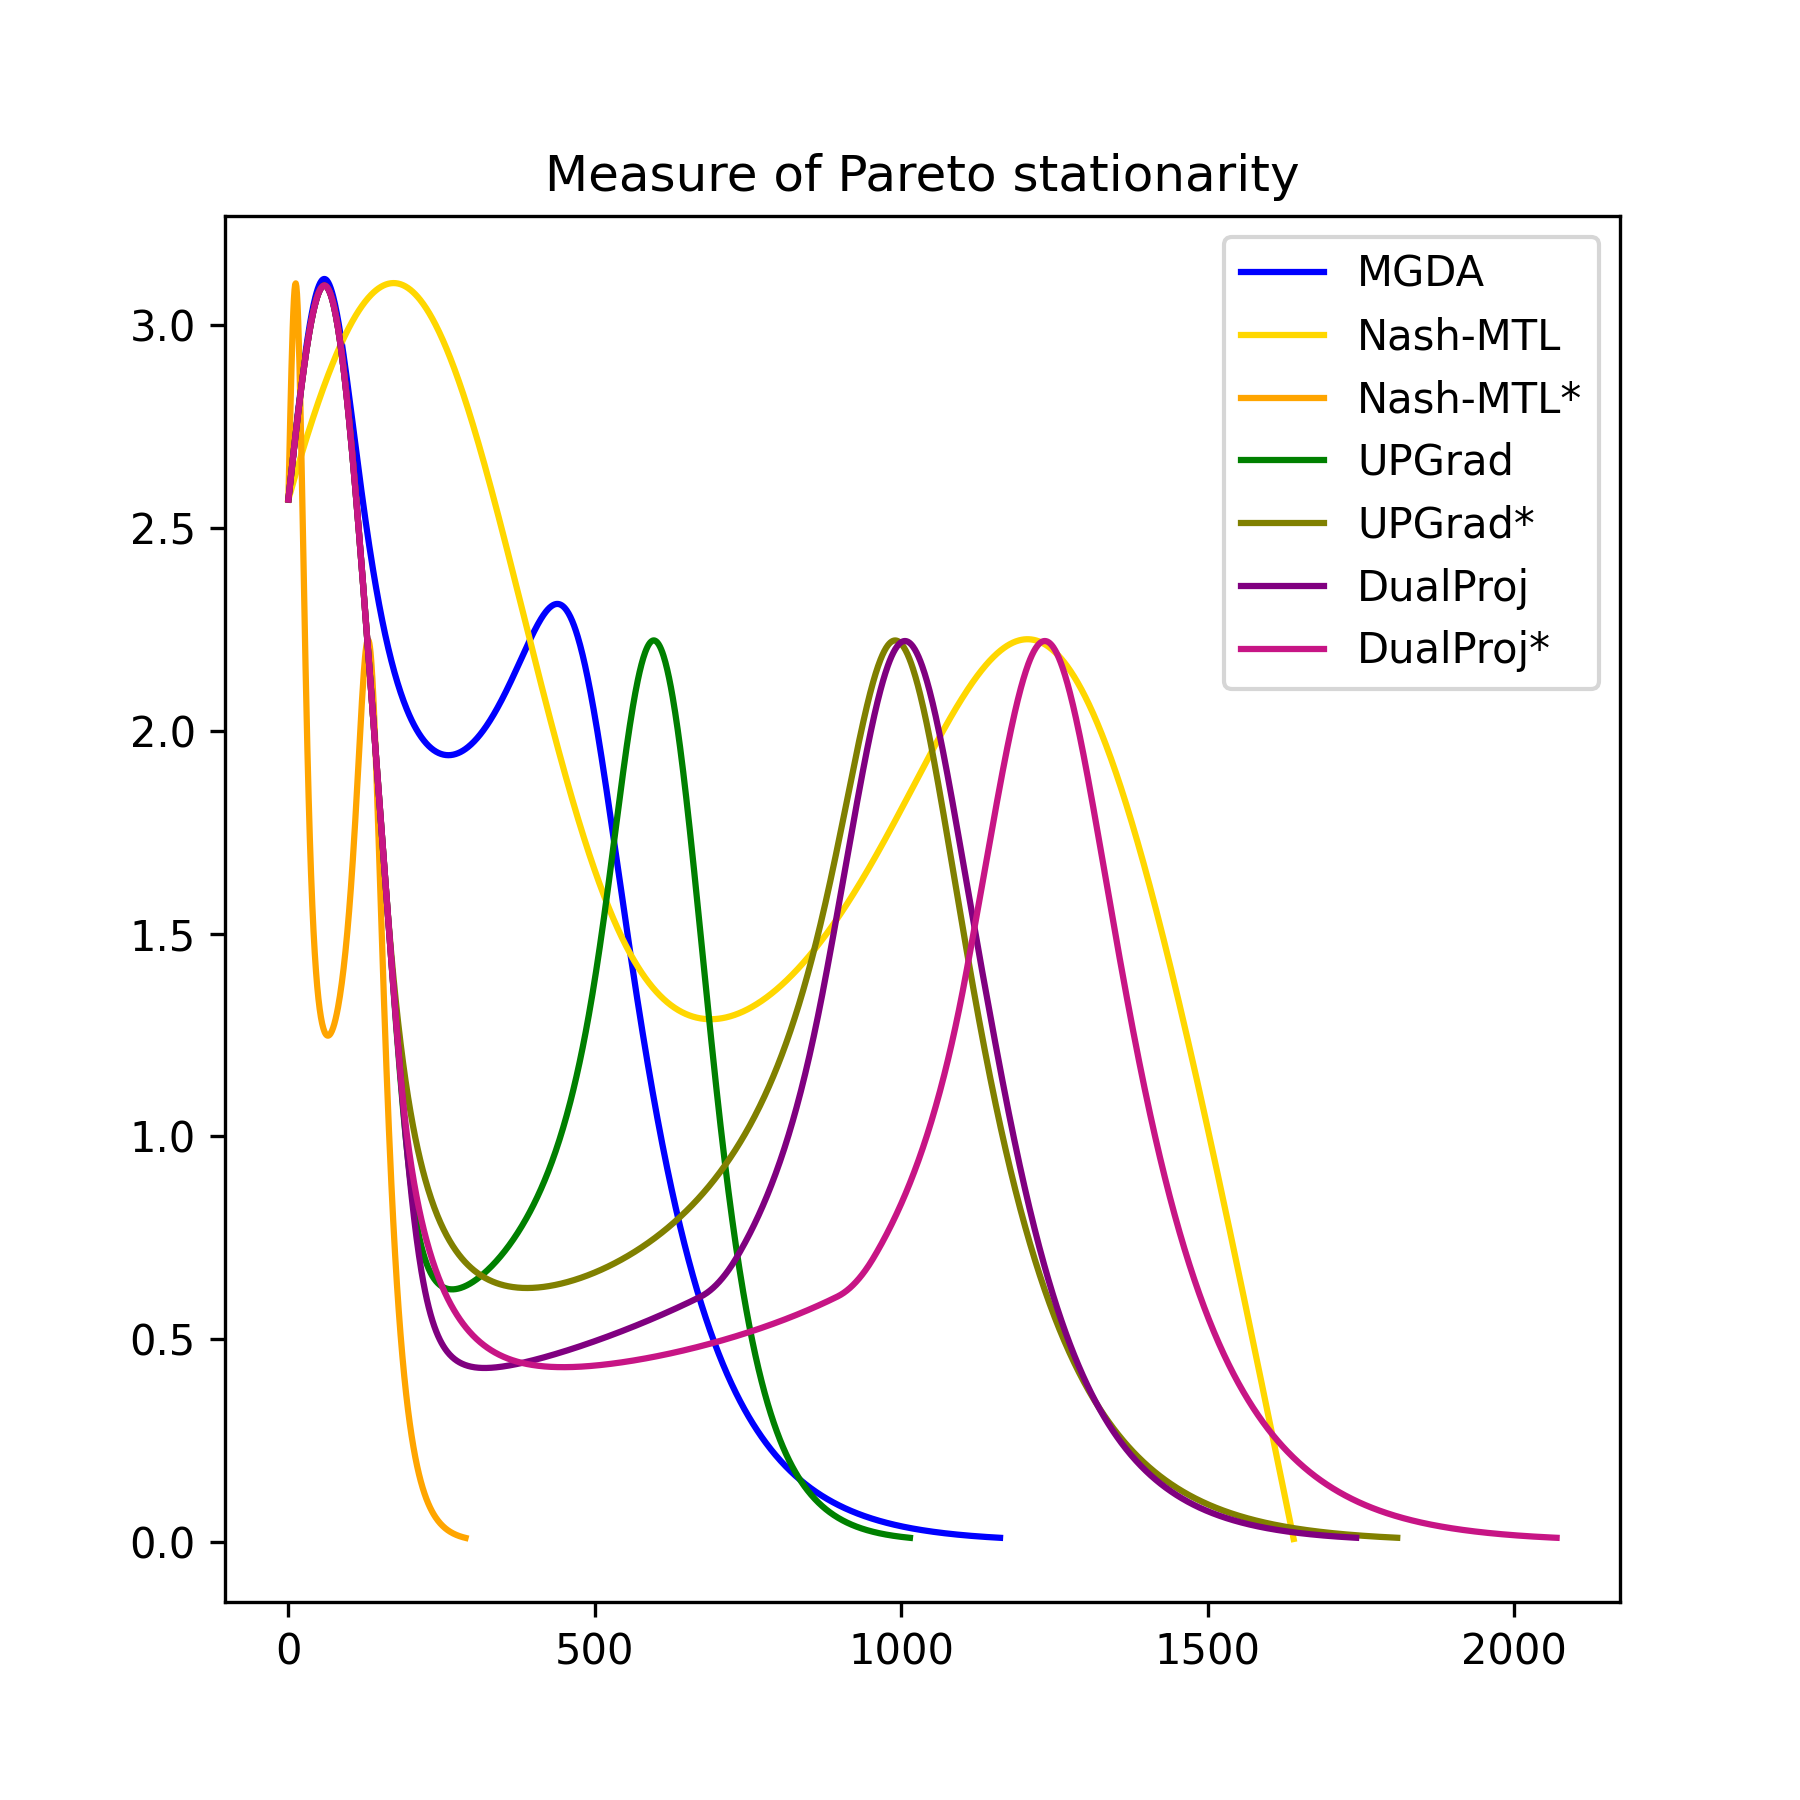 Measure of Pareto stationarity
MGDA
Nash-MTL
Nash-MTL*
UPGrad
UPGrad*
DualProj
DualProj*
3.0
2.5
2.0
1.5
1.0
0.5
0.0
0 500 1000 1500 2000